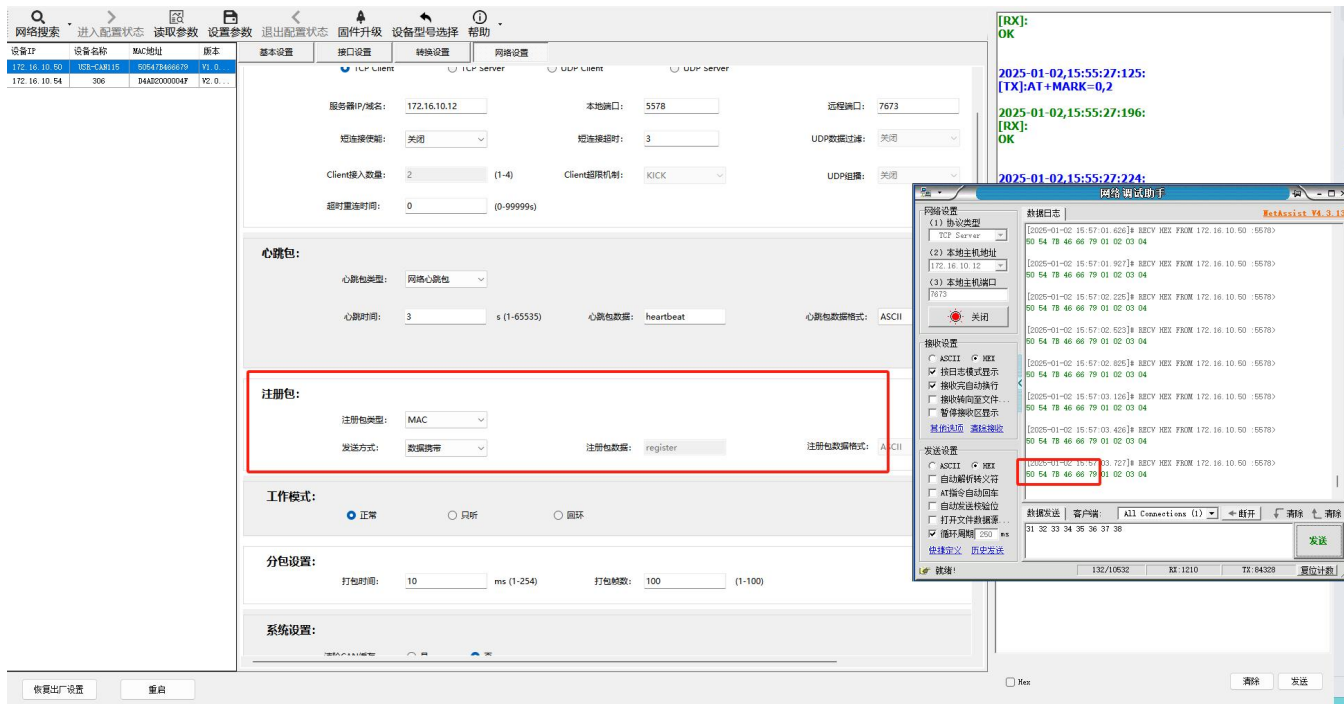 网络搜索 进入配置状态 读取参数 设置参数 退出配置状态 固件升级 设备型号选择 帮助
设备IP 设备名称 MAC地址 版本
172.16.10.50 USR-CAN115 50547B466679 V1.0...
172.16.10.54 306 D4AD2000004F V2.0...
基本设置 接口设置 转换设置 网络设置
TCP Client TCP Server UDP Client UDP Server
服务器IP/域名: 172.16.10.12 本地端口: 5578 远程端口: 7673
短连接使能: 关闭 短连接超时: 3 UDP数据过滤: 关闭
Client接入数量: 2 (1-4) Client超限机制: KICK UDP组播: 关闭
超时重连时间: 0 (0-99999s)
心跳包:
心跳包类型: 网络心跳包
心跳时间: 3 s (1-65535) 心跳包数据: heartbeat 心跳包数据格式: ASCII
注册包:
注册包类型: MAC
发送方式: 数据携带 注册包数据: register 注册包数据格式: ASCII
工作模式:
正常 只听 回环
分包设置:
打包时间: 10 ms (1-254) 打包帧数: 100 (1-100)
系统设置:
恢复出厂设置 重启
[RX]:
OK
2025-01-02,15:55:27:125:
[TX]:AT+MARK=0,2
2025-01-02,15:55:27:196:
[RX]:
OK
2025-01-02,15:55:27:224:
网络调试助手
网络设置
(1) 协议类型
TCP Server
(2) 本地主机地址
172.16.10.12
(3) 本地主机端口
7673
关闭
接收设置
ASCII HEX
按日志模式显示
接收完自动换行
接收转向至文件...
暂停接收区显示
其他选项 清除接收
发送设置
ASCII HEX
自动解析转义符
AT指令自动回车
自动发送校验位
打开文件数据源...
循环周期 250 ms
快捷定义 历史发送
数据日志 NetAssist V4.3.13
[2025-01-02 15:57:01.626]# RECV HEX FROM 172.16.10.50 :5578>
50 54 7B 46 66 79 01 02 03 04
[2025-01-02 15:57:01.927]# RECV HEX FROM 172.16.10.50 :5578>
50 54 7B 46 66 79 01 02 03 04
[2025-01-02 15:57:02.225]# RECV HEX FROM 172.16.10.50 :5578>
50 54 7B 46 66 79 01 02 03 04
[2025-01-02 15:57:02.523]# RECV HEX FROM 172.16.10.50 :5578>
50 54 7B 46 66 79 01 02 03 04
[2025-01-02 15:57:02.825]# RECV HEX FROM 172.16.10.50 :5578>
50 54 7B 46 66 79 01 02 03 04
[2025-01-02 15:57:03.126]# RECV HEX FROM 172.16.10.50 :5578>
50 54 7B 46 66 79 01 02 03 04
[2025-01-02 15:57:03.426]# RECV HEX FROM 172.16.10.50 :5578>
50 54 7B 46 66 79 01 02 03 04
[2025-01-02 15:57:03.727]# RECV HEX FROM 172.16.10.50 :5578>
50 54 7B 46 66 79 01 02 03 04
数据发送 客户端: All Connections (1) 断开 清除 清除
31 32 33 34 35 36 37 38
发送
就绪! 132/10532 RX:1210 TX:84328 复位计数
Hex 清除 发送